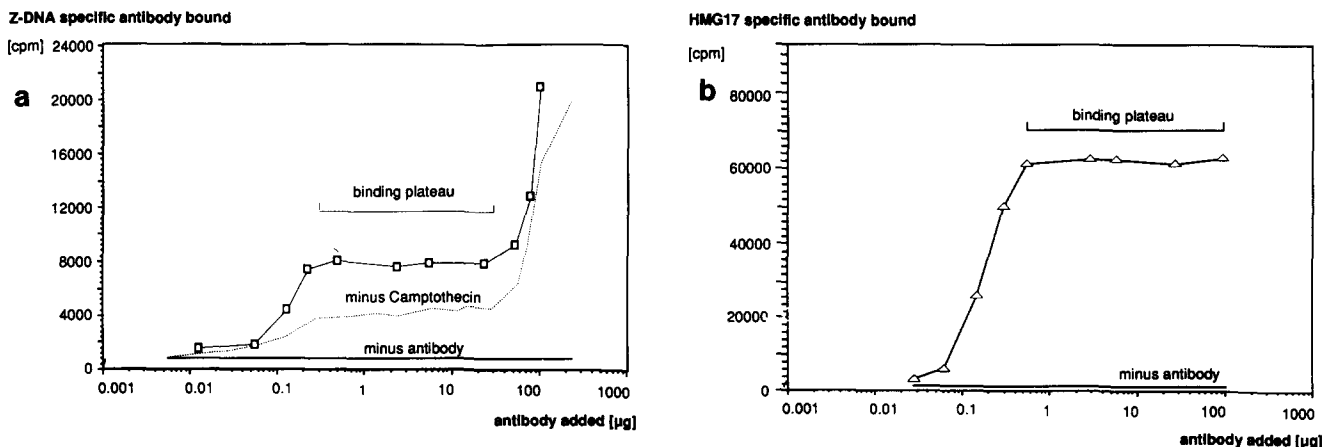 Z-DNA specific antibody bound
[cpm]
24000
a
20000
16000
12000
8000
4000
0
binding plateau
minus Camptothecin
minus antibody
0.001
0.01
0.1
1
10
100
1000
antibody added [µg]
HMG17 specific antibody bound
[cpm]
b
80000
60000
40000
20000
0
binding plateau
minus antibody
0.001
0.01
0.1
1
10
100
1000
antibody added [µg]